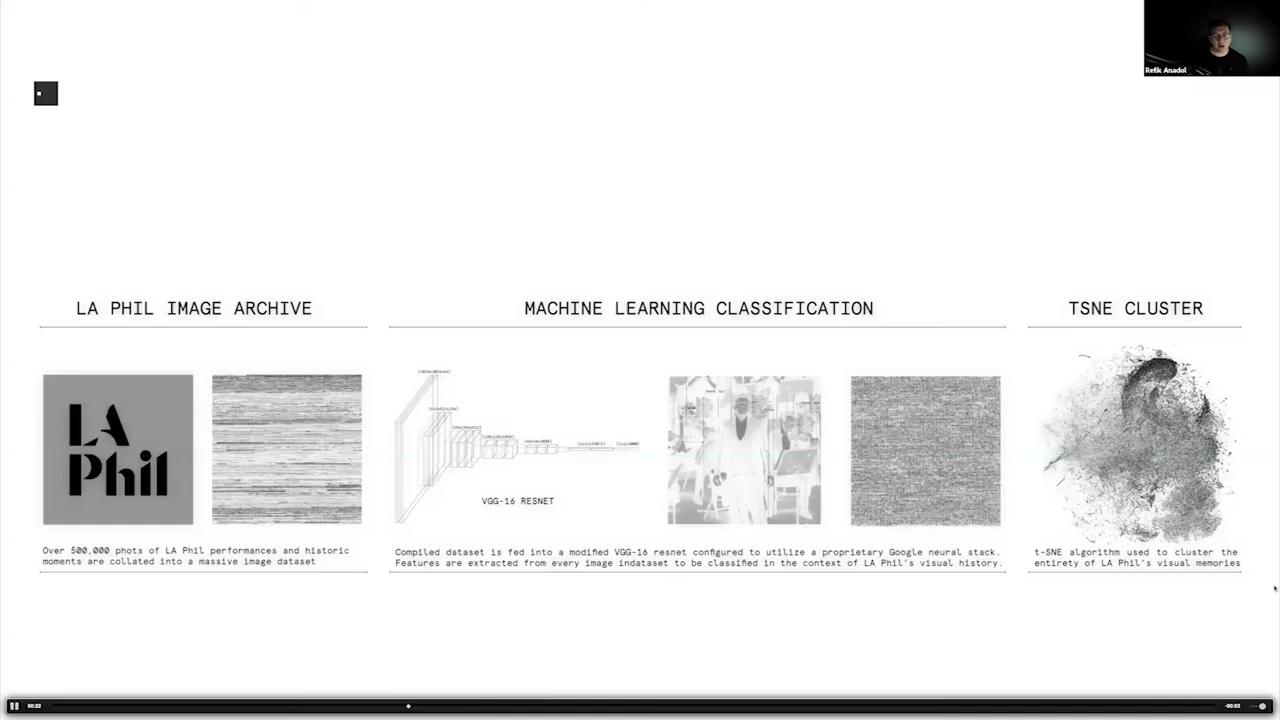 Refik Anadol
LA PHIL IMAGE ARCHIVE
MACHINE LEARNING CLASSIFICATION
TSNE CLUSTER
LA
Phil
VGG-16 RESNET
Over 500,000 phots of LA Phil performances and historic
moments are collated into a massive image dataset
Compiled dataset is fed into a modified VGG-16 resnet configured to utilize a proprietary Google neural stack.
Features are extracted from every image indataset to be classified in the context of LA Phil's visual history.
t-SNE algorithm used to cluster the
entirety of LA Phil's visual memories
00:22
-00:53